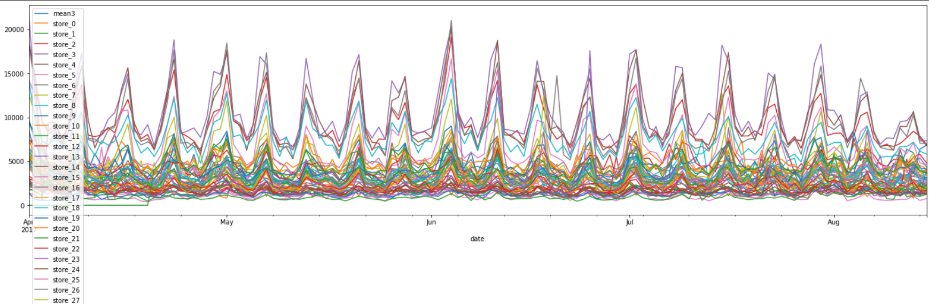 20000
15000
10000
5000
0
mean3
store_0
store_1
store_2
store_3
store_4
store_5
store_6
store_7
store_8
store_9
store_10
store_11
store_12
store_13
store_14
store_15
store_16
store_17
store_18
store_19
store_20
store_21
store_22
store_23
store_24
store_25
store_26
store_27
May
Jun
Jul
Aug
date